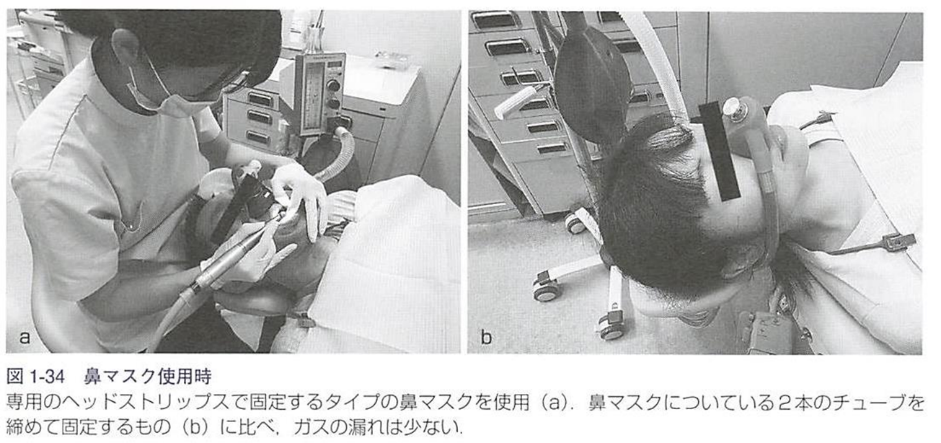 a
b
図 1-34　鼻マスク使用時
専用のヘッドストリップスで固定するタイプの鼻マスクを使用（a）．鼻マスクについている２本のチューブを
締めて固定するもの（b）に比べ，ガスの漏れは少ない．